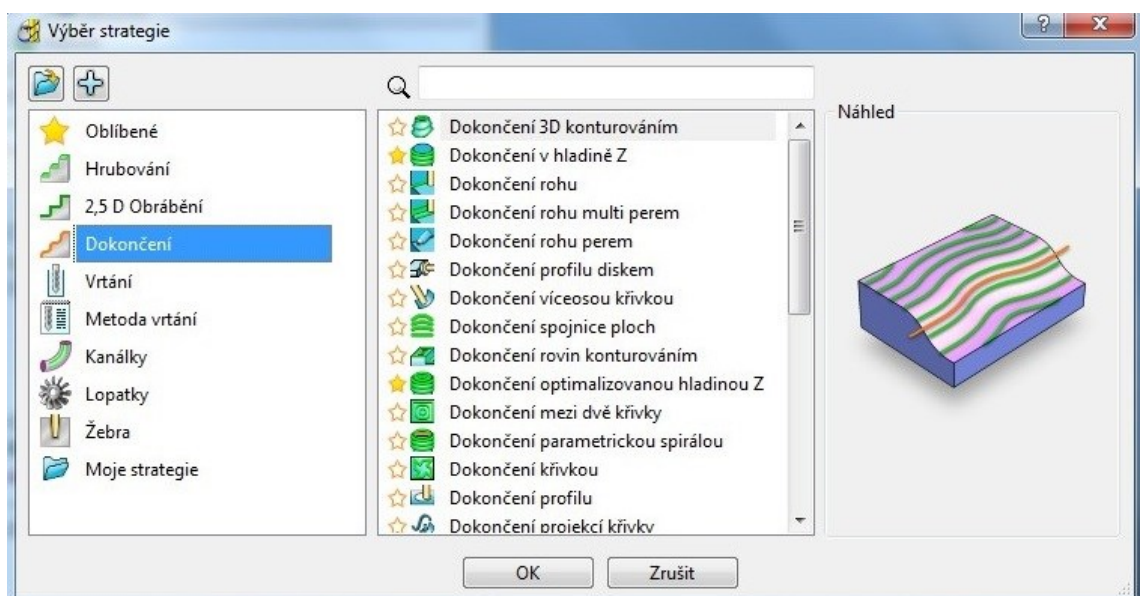 Výběr strategie
Oblíbené
Hrubování
2,5 D Obrábění
Dokončení
Vrtání
Metoda vrtání
Kanálky
Lopatky
Žebra
Moje strategie
Dokončení 3D konturováním
Dokončení v hladině Z
Dokončení rohu
Dokončení rohu multi perem
Dokončení rohu perem
Dokončení profilu diskem
Dokončení víceosou křivkou
Dokončení spojnice ploch
Dokončení rovin konturováním
Dokončení optimalizovanou hladinou Z
Dokončení mezi dvě křivky
Dokončení parametrickou spirálou
Dokončení křivkou
Dokončení profilu
Dokončení projekcí křivky
Náhled
OK
Zrušit